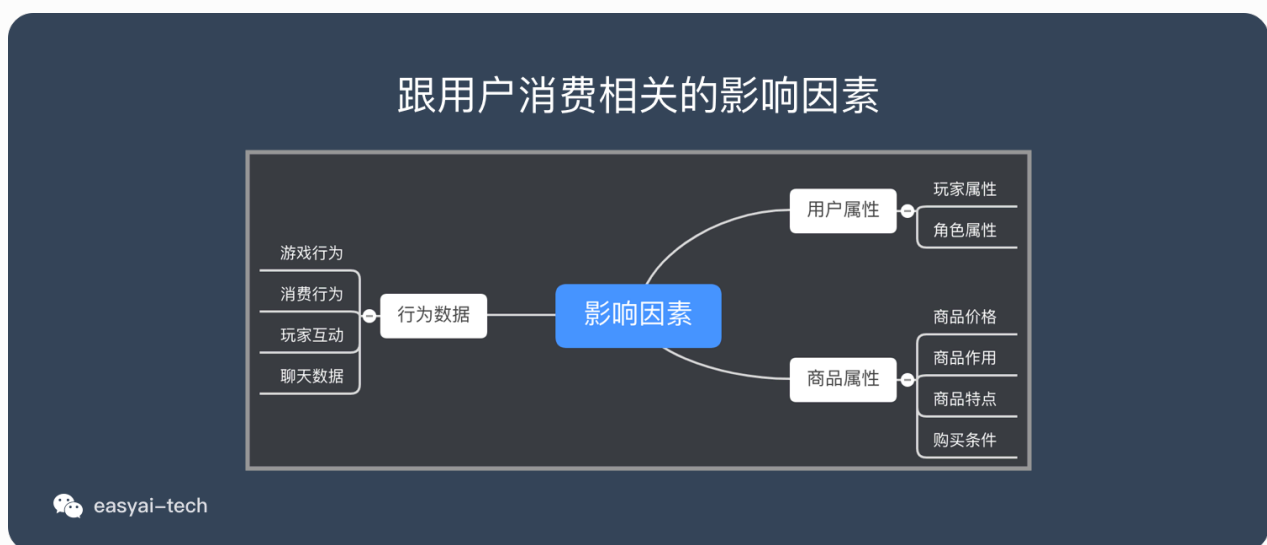 跟用户消费相关的影响因素
游戏行为
消费行为
玩家互动
聊天数据
行为数据
影响因素
用户属性
玩家属性
角色属性
商品属性
商品价格
商品作用
商品特点
购买条件
easyai-tech